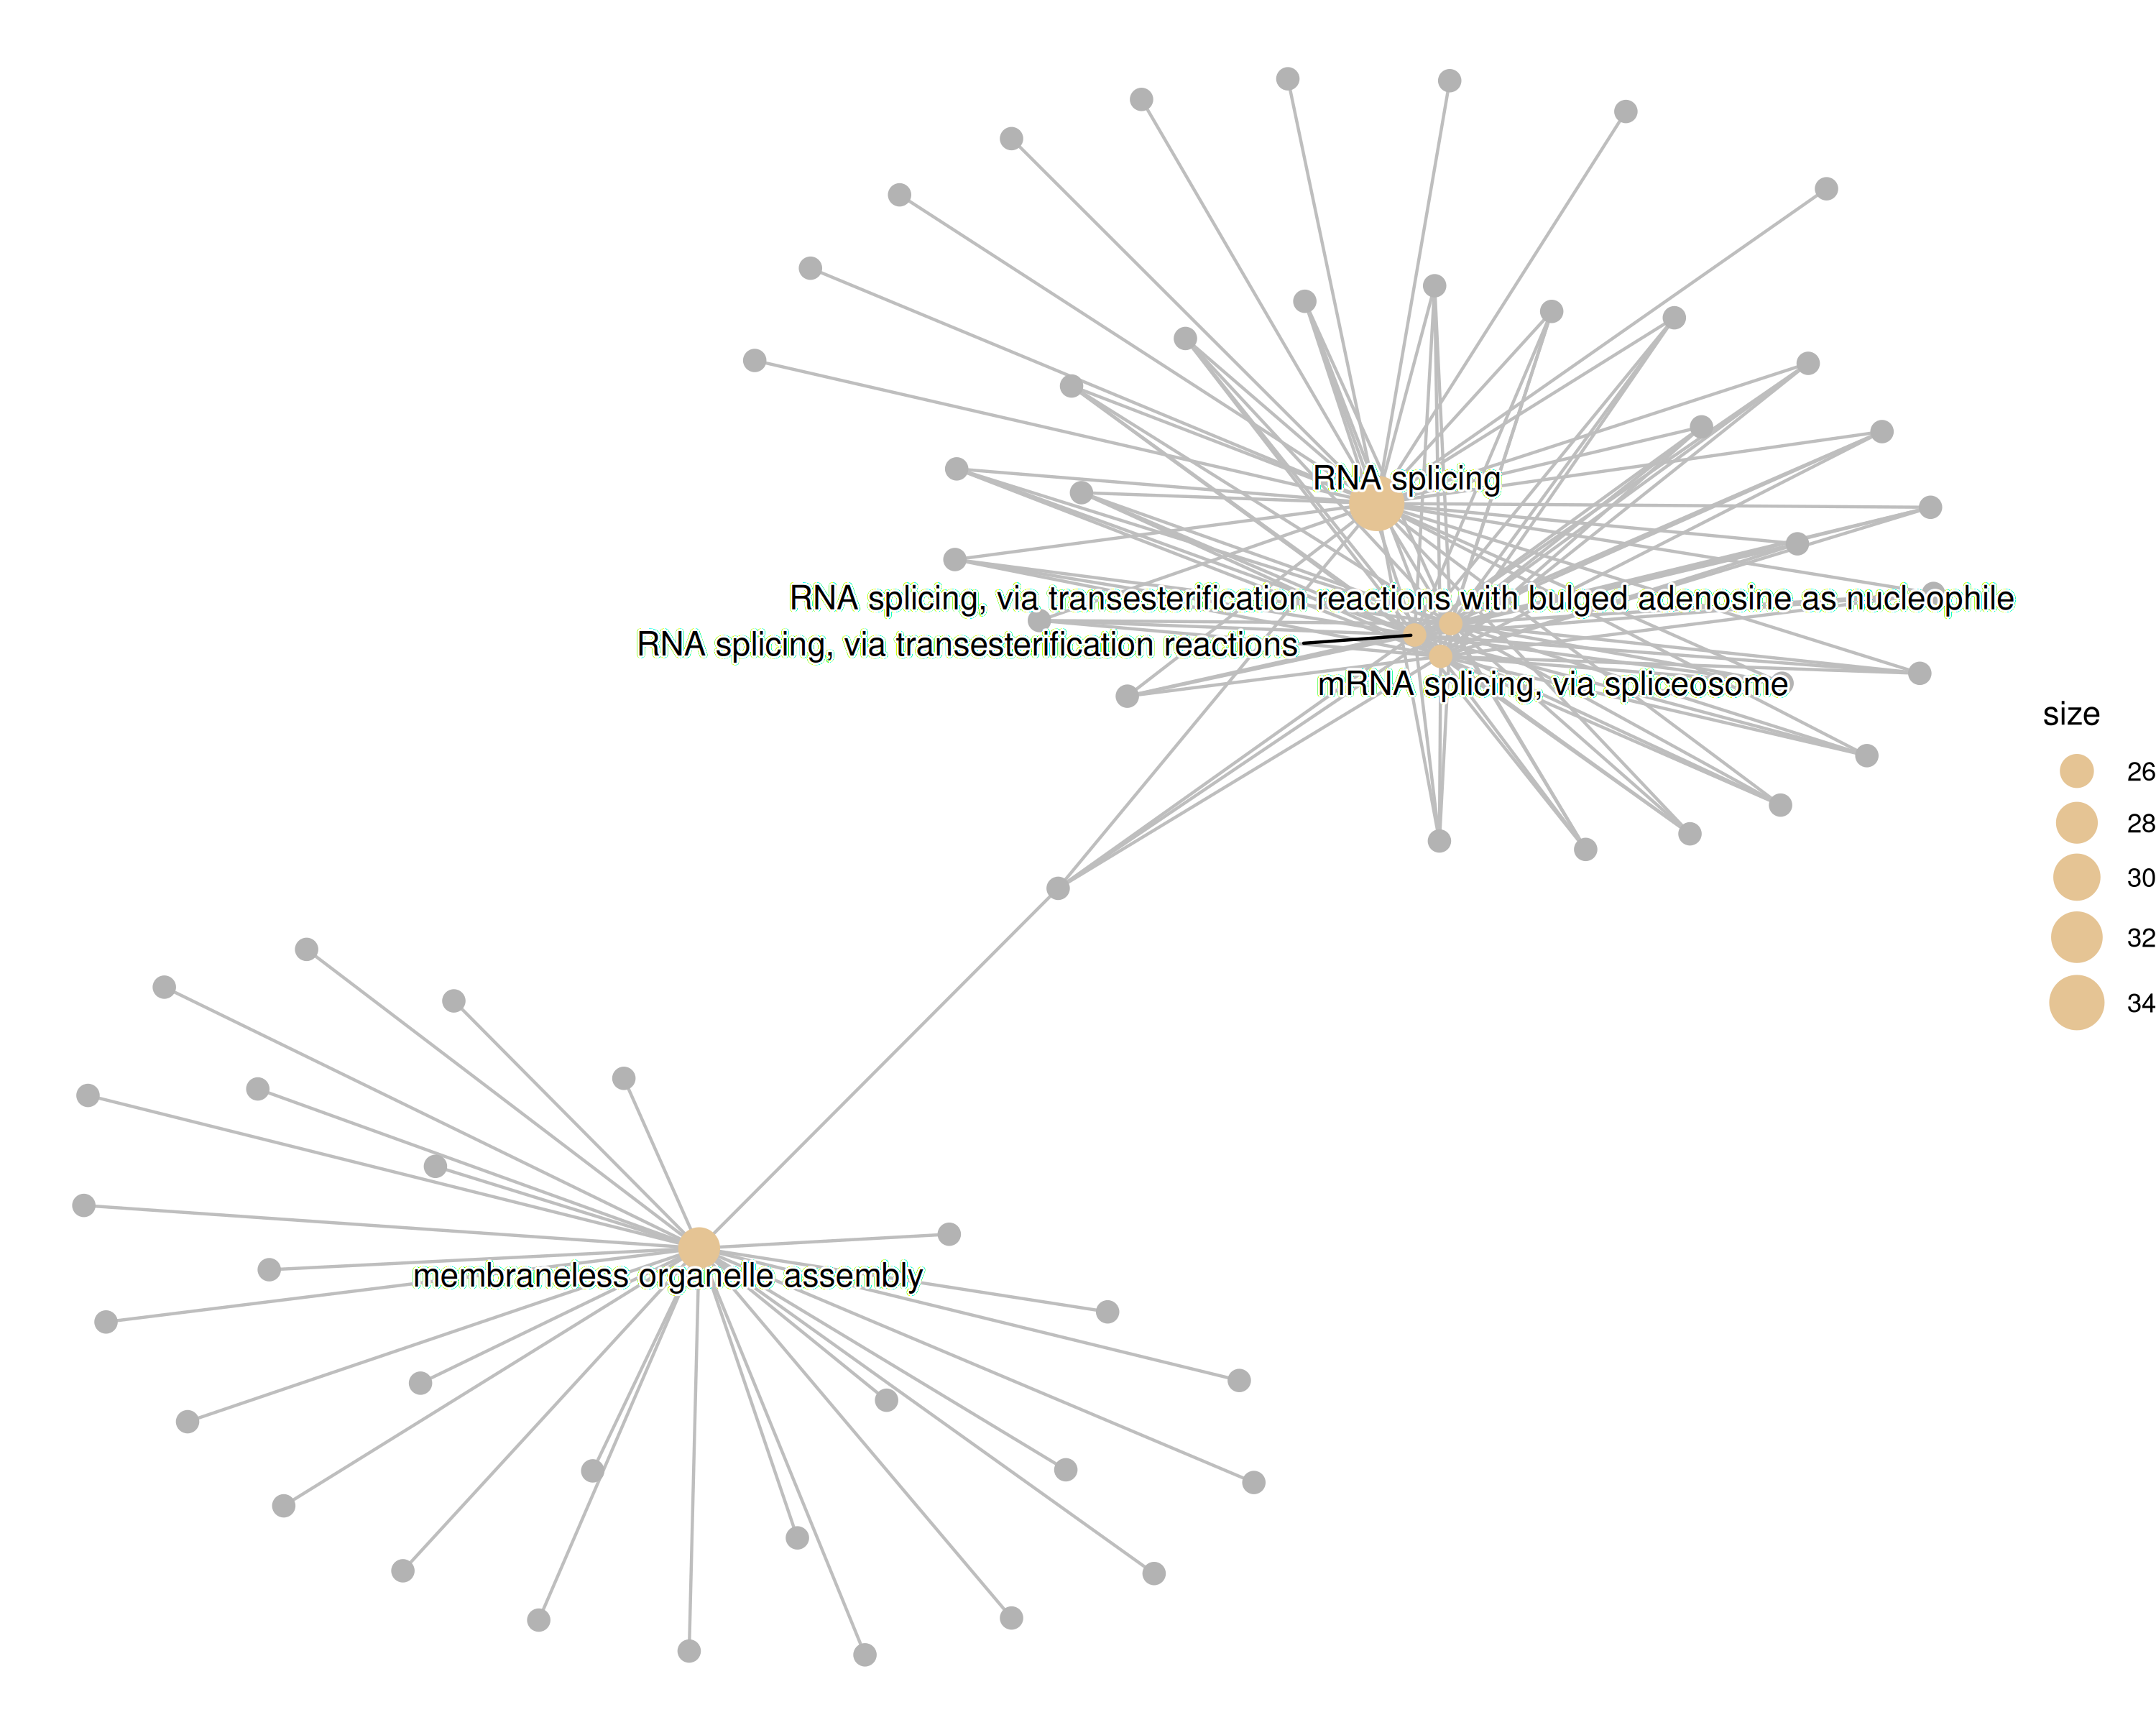 RNA splicing
RNA splicing, via transesterification reactions with bulged adenosine as nucleophile
RNA splicing, via transesterification reactions
mRNA splicing, via spliceosome
size
26
28
30
32
34
membraneless organelle assembly